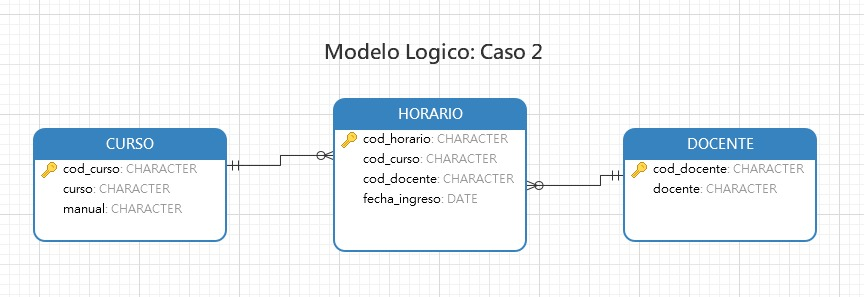 Modelo Logico: Caso 2
CURSO
cod_curso: CHARACTER
curso: CHARACTER
manual: CHARACTER
HORARIO
cod_horario: CHARACTER
cod_curso: CHARACTER
cod_docente: CHARACTER
fecha_ingreso: DATE
DOCENTE
cod_docente: CHARACTER
docente: CHARACTER